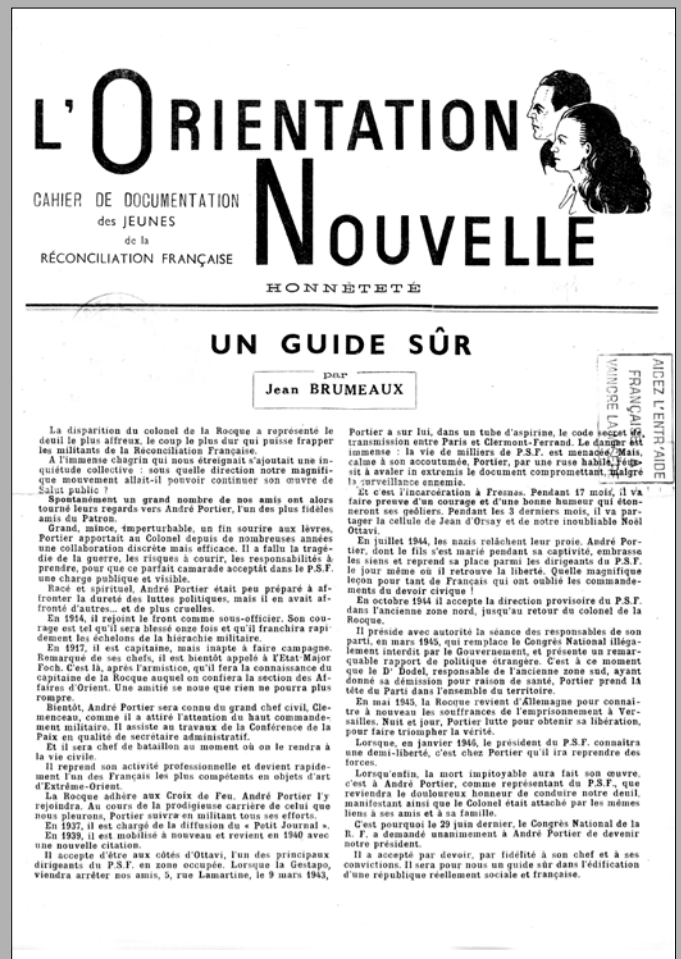 L'ORIENTATION
NOUVELLE
CAHIER DE DOCUMENTATION
des JEUNES
de la
RÉCONCILIATION FRANÇAISE
HONNÊTETÉ
UN GUIDE SÛR
par
Jean BRUMEAUX
AIDEZ L'ENTR'AIDE
FRANÇAISE
VAINCRE LA
La disparition du colonel de la Rocque a représenté le
deuil le plus affreux, le coup le plus dur qui puisse frapper
les militants de la Réconciliation Française.
A l'immense chagrin qui nous étreignait s'ajoutait une in-
quiétude collective : sous quelle direction notre magnifi-
que mouvement allait-il pouvoir continuer son œuvre de
Salut public ?
Spontanément un grand nombre de nos amis ont alors
tourné leurs regards vers André Portier, l'un des plus fidèles
amis du Patron.
Grand, mince, imperturbable, un fin sourire aux lèvres,
Portier apportait au Colonel depuis de nombreuses années
une collaboration discrète mais efficace. Il a fallu la tragé-
die de la guerre, les risques à courir, les responsabilités à
prendre, pour que ce parfait camarade acceptât dans le P.S.F.
une charge publique et visible.
Racé et spirituel, André Portier était peu préparé à af-
fronter la dureté des luttes politiques, mais il en avait af-
fronté d'autres... et de plus cruelles.
En 1914, il rejoint le front comme sous-officier. Son cou-
rage est tel qu'il sera blessé onze fois et qu'il franchira rapi-
dement les échelons de la hiérachie militaire.
En 1917, il est capitaine, mais inapte à faire campagne.
Remarqué de ses chefs, il est bientôt appelé à l'Etat-Major
Foch. C'est là, après l'armistice, qu'il fera la connaissance du
capitaine de la Rocque auquel on confiera la section des Af-
faires d'Orient. Une amitié se noue que rien ne pourra plus
rompre.
Bientôt, André Portier sera connu du grand chef civil, Cle-
menceau, comme il a attiré l'attention du haut commande-
ment militaire. Il assiste au travaux de la Conférence de la
Paix en qualité de secrétaire administratif.
Et il sera chef de bataillon au moment où on le rendra à
la vie civile.
Il reprend son activité professionnelle et devient rapide-
ment l'un des Français les plus compétents en objets d'art
d'Extrême-Orient.
La Rocque adhère aux Croix de Feu. André Portier l'y
rejoindra. Au cours de la prodigieuse carrière de celui que
nous pleurons, Portier suivra en militant tous ses efforts.
En 1937, il est chargé de la diffusion du « Petit Journal ».
En 1939, il est mobilisé à nouveau et revient en 1940 avec
une nouvelle citation.
Il accepte d'être aux côtés d'Ottavi, l'un des principaux
dirigeants du P.S.F. en zone occupée. Lorsque la Gestapo,
viendra arrêter nos amis, 5, rue Lamartine, le 9 mars 1943,
Portier a sur lui, dans un tube d'aspirine, le code secret de
transmission entre Paris et Clermont-Ferrand. Le danger est
immense : la vie de milliers de P.S.F. est menacée. Mais,
calme à son accoutumée, Portier, par une ruse habile, réus-
sit à avaler in extremis le document compromettant, malgré
la surveillance ennemie.
Et c'est l'incarcération à Fresnes. Pendant 17 mois, il va
faire preuve d'un courage et d'une bonne humeur qui éton-
neront ses geôliers. Pendant les 3 derniers mois, il va par-
tager la cellule de Jean d'Orsay et de notre inoubliable Noël
Ottavi.
En juillet 1944, les nazis relâchent leur proie. André Por-
tier, dont le fils s'est marié pendant sa captivité, embrasse
les siens et reprend sa place parmi les dirigeants du P.S.F.
le jour même où il retrouve la liberté. Quelle magnifique
leçon pour tant de Français qui ont oublié les commande-
ments du devoir civique !
En octobre 1944 il accepte la direction provisoire du P.S.F.
dans l'ancienne zone nord, jusqu'au retour du colonel de la
Rocque.
Il préside avec autorité la séance des responsables de son
parti, en mars 1945, qui remplace le Congrès National illéga-
lement interdit par le Gouvernement, et présente un remar-
quable rapport de politique étrangère. C'est à ce moment
que le Dr Dodel, responsable de l'ancienne zone sud, ayant
donné sa démission pour raison de santé, Portier prend la
tête du Parti dans l'ensemble du territoire.
En mai 1945, la Rocque revient d'Allemagne pour connai-
tre à nouveau les souffrances de l'emprisonnement à Ver-
sailles. Nuit et jour, Portier lutte pour obtenir sa libération,
pour faire triompher la vérité.
Lorsque, en janvier 1946, le président du P.S.F. connaîtra
une demi-liberté, c'est chez Portier qu'il ira reprendre des
forces.
Lorsqu'enfin, la mort impitoyable aura fait son œuvre,
c'est à André Portier, comme représentant du P.S.F., que
reviendra le douloureux honneur de conduire notre deuil,
manifestant ainsi que le Colonel était attaché par les mêmes
liens à ses amis et à sa famille.
C'est pourquoi le 29 juin dernier, le Congrès National de la
R. F. a demandé unanimement à André Portier de devenir
notre président.
Il a accepté par devoir, par fidélité à son chef et à ses
convictions. Il sera pour nous un guide sûr dans l'édification
d'une république réellement sociale et française.